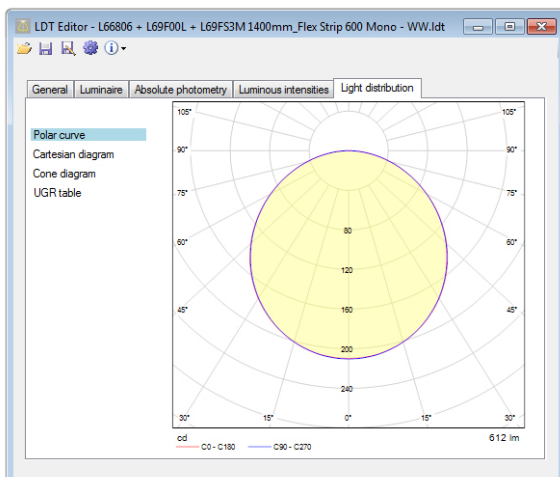 LDT Editor - L66806 + L69F00L + L69FS3M 1400mm_Flex Strip 600 Mono - WW.ldt
General Luminaire Absolute photometry Luminous intensities Light distribution
Polar curve
Cartesian diagram
Cone diagram
UGR table
105° 105°
90° 90°
75° 75°
80
60° 60°
120
45° 160 45°
200
240
30° 15° 0° 15° 30°
cd 612 lm
C0 - C180 C90 - C270